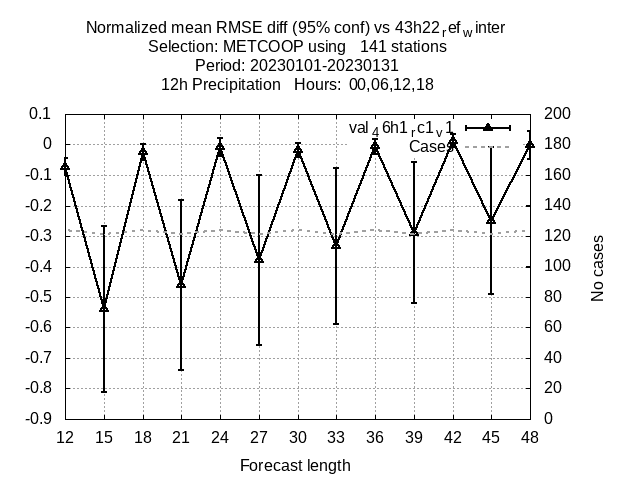 Normalized mean RMSE diff (95% conf) vs 43h22refwinter
Selection: METCOOP using 141 stations
Period: 20230101-20230131
12h Precipitation Hours: 00,06,12,18
0.1
0
-0.1
-0.2
-0.3
-0.4
-0.5
-0.6
-0.7
-0.8
-0.9
200
180
160
140
120
100
80
60
40
20
0
val46h1rc1v1
Cases
No cases
12 15 18 21 24 27 30 33 36 39 42 45 48
Forecast length